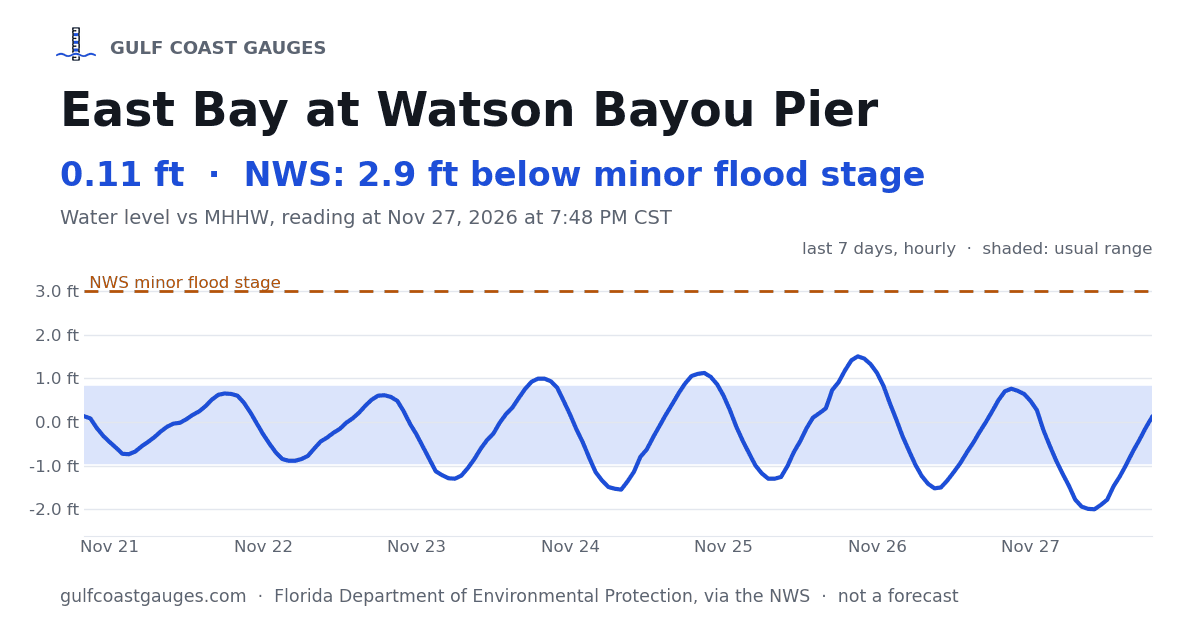 GULF COAST GAUGES
East Bay at Watson Bayou Pier
0.11 ft · NWS: 2.9 ft below minor flood stage
Water level vs MHHW, reading at Nov 27, 2026 at 7:48 PM CST
last 7 days, hourly · shaded: usual range
NWS minor flood stage
3.0 ft
2.0 ft
1.0 ft
0.0 ft
-1.0 ft
-2.0 ft
Nov 21 Nov 22 Nov 23 Nov 24 Nov 25 Nov 26 Nov 27
gulfcoastgauges.com · Florida Department of Environmental Protection, via the NWS · not a forecast